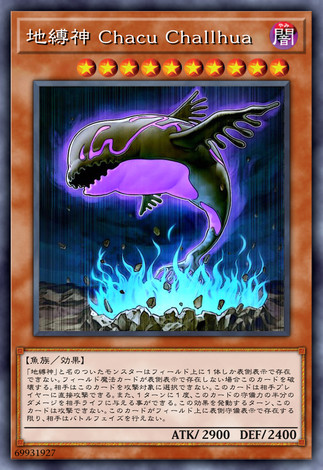 地縛神 Chacu Challhua
やみ
闇
【魚族／効果】
「地縛神」と名のついたモンスターはフィールド上に１体しか表側表示で存在
できない。フィールド魔法カードが表側表示で存在しない場合このカードを破
壊する。相手はこのカードを攻撃対象に選択できない。このカードは相手プレ
イヤーに直接攻撃できる。また、１ターンに１度、このカードの守備力の半分の
ダメージを相手ライフに与える事ができる。この効果を発動するターン、この
カードは攻撃できない。このカードがフィールド上に表側守備表示で存在する
限り、相手はバトルフェイズを行えない。
ATK/ 2900 DEF/ 2400
69931927